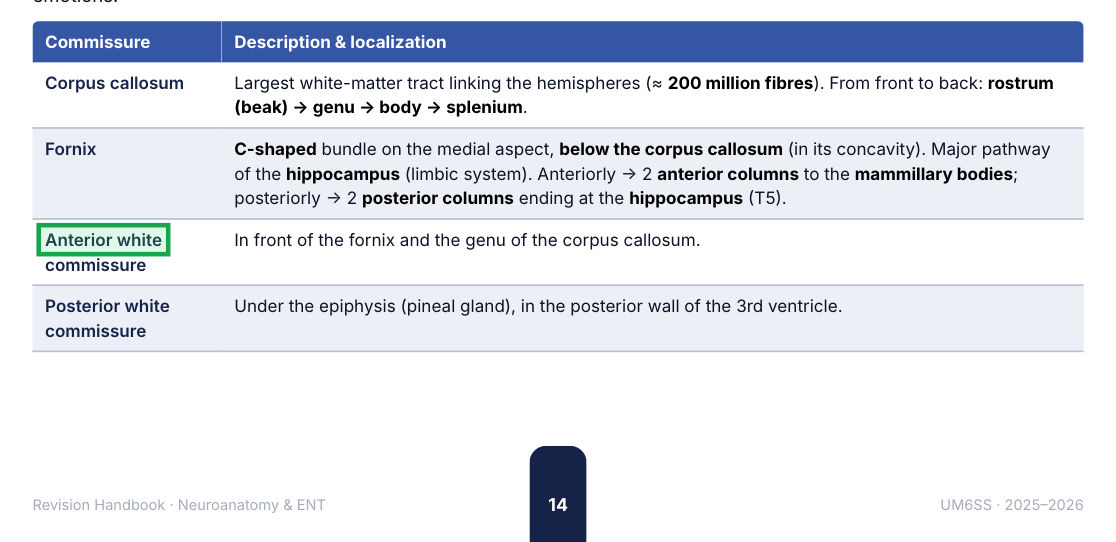 Commissure Description & localization
Corpus callosum Largest white-matter tract linking the hemispheres (≈ 200 million fibres). From front to back: rostrum
(beak) → genu → body → splenium.
Fornix C-shaped bundle on the medial aspect, below the corpus callosum (in its concavity). Major pathway
of the hippocampus (limbic system). Anteriorly → 2 anterior columns to the mammillary bodies;
posteriorly → 2 posterior columns ending at the hippocampus (T5).
Anterior white In front of the fornix and the genu of the corpus callosum.
commissure
Posterior white Under the epiphysis (pineal gland), in the posterior wall of the 3rd ventricle.
commissure
Revision Handbook · Neuroanatomy & ENT 14 UM6SS · 2025–2026